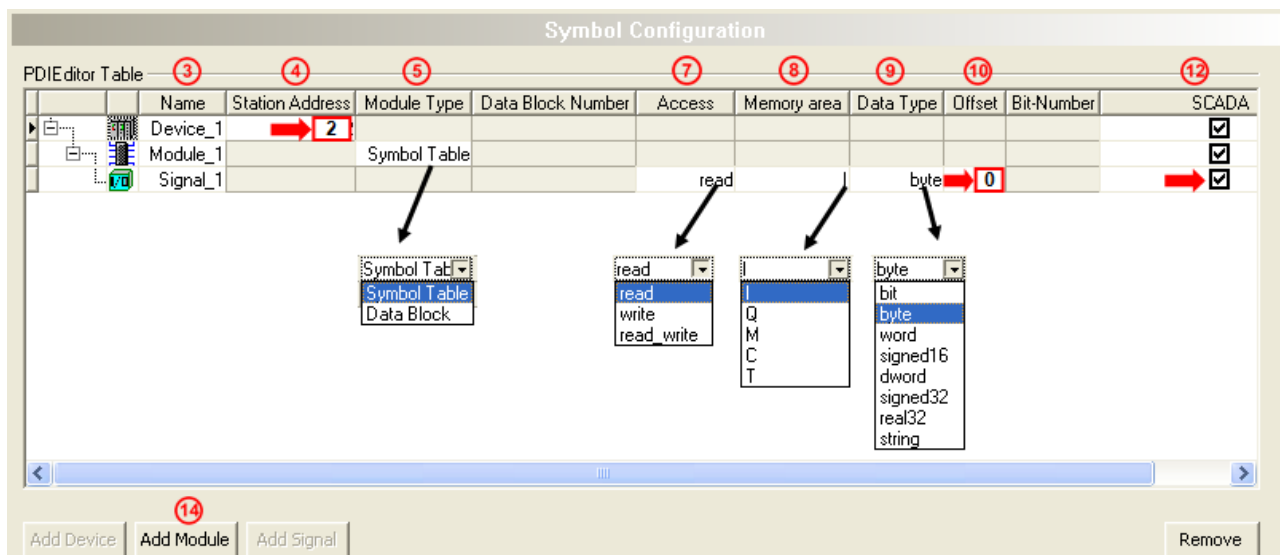 Symbol Configuration
PDIEditor Table 3 4 5 7 8 9 10 12
Name Station Address Module Type Data Block Number Access Memory area Data Type Offset Bit-Number SCADA
Device_1 2
Module_1 Symbol Table
Signal_1 read I byte 0
Symbol Tab read I byte
Symbol Table read I bit
Data Block write Q byte
read_write M word
C signed16
T dword
signed32
real32
string
14
Add Device Add Module Add Signal Remove